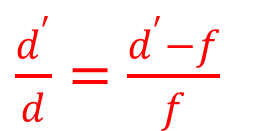 d′/d = (d′−f)/f